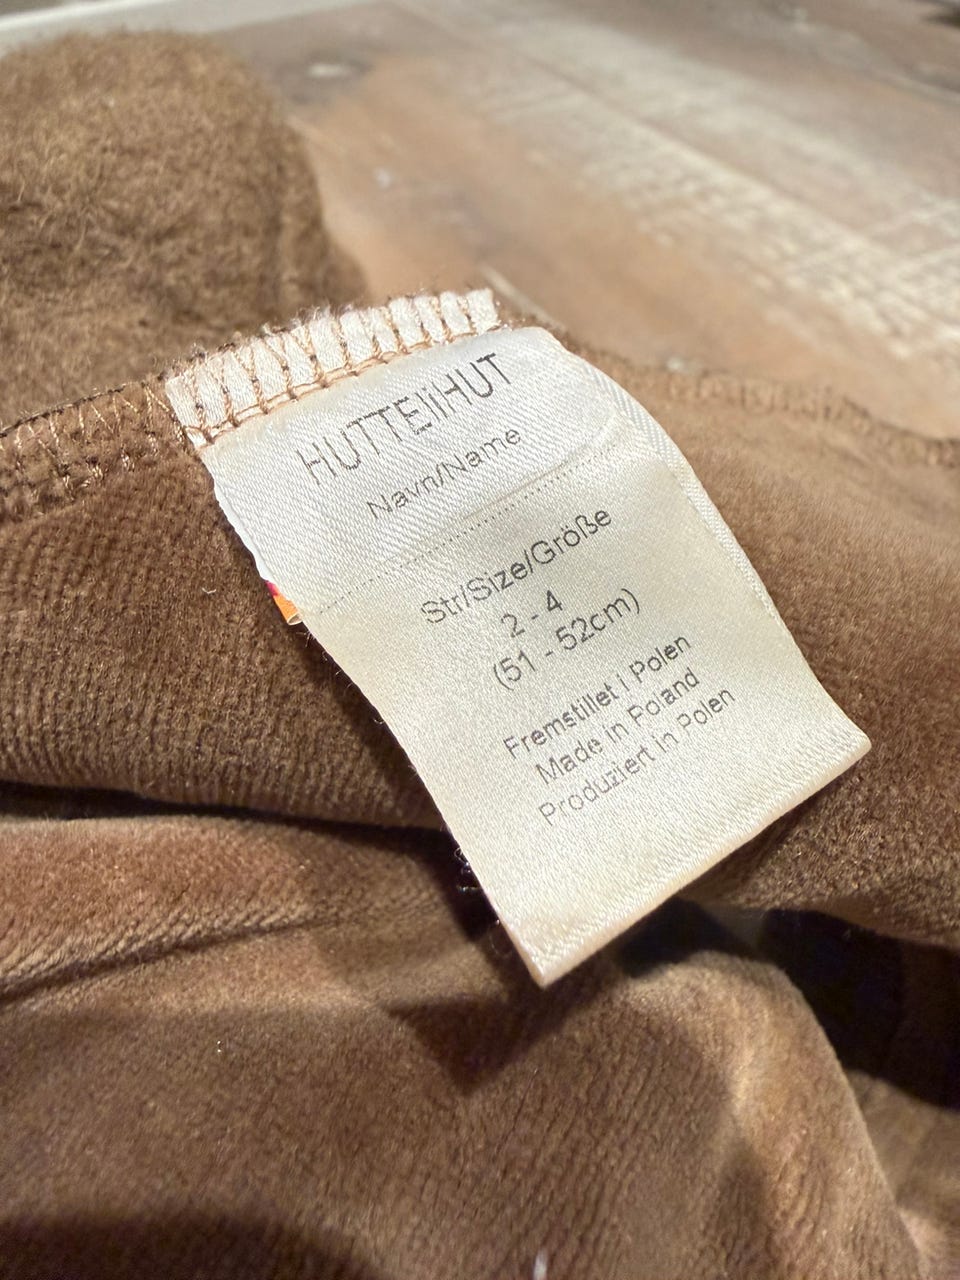 HUTTEliHUT
Navn/Name
Str/Size/Größe
2 - 4
(51 - 52cm)
Fremstillet i Polen
Made in Poland
Produziert in Polen